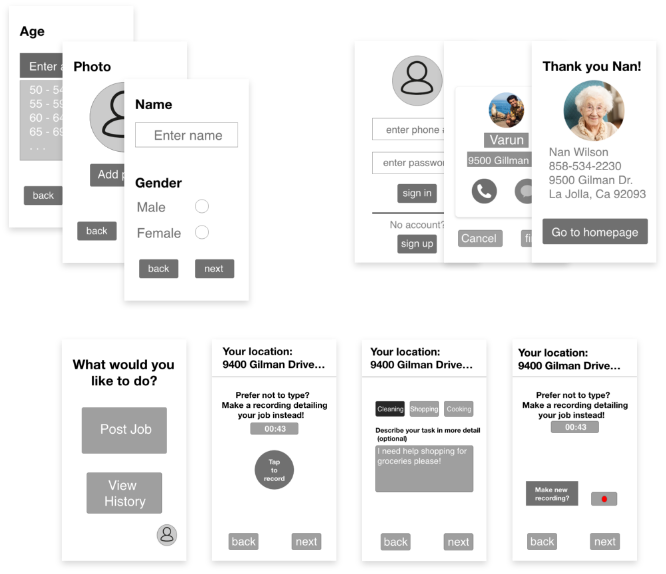 Age
Enter a
50 - 54
55 - 59
60 - 64
65 - 69
. . .
back
Photo
Add p
back
Name
Enter name
Gender
Male
Female
back
next
enter phone
enter passwor
sign in
No account?
sign up
Varun
9500 Gillman
Cancel
fi
Thank you Nan!
Nan Wilson
858-534-2230
9500 Gilman Dr.
La Jolla, Ca 92093
Go to homepage
What would you
like to do?
Post Job
View
History
Your location:
9400 Gilman Drive...
Prefer not to type?
Make a recording detailing
your job instead!
00:43
Tap
to
record
back
next
Your location:
9400 Gilman Drive...
Cleaning
Shopping
Cooking
Describe your task in more detail
(optional)
I need help shopping for
groceries please!
back
next
Your location:
9400 Gilman Drive...
Prefer not to type?
Make a recording detailing
your job instead!
00:43
Make new
recording?
back
next